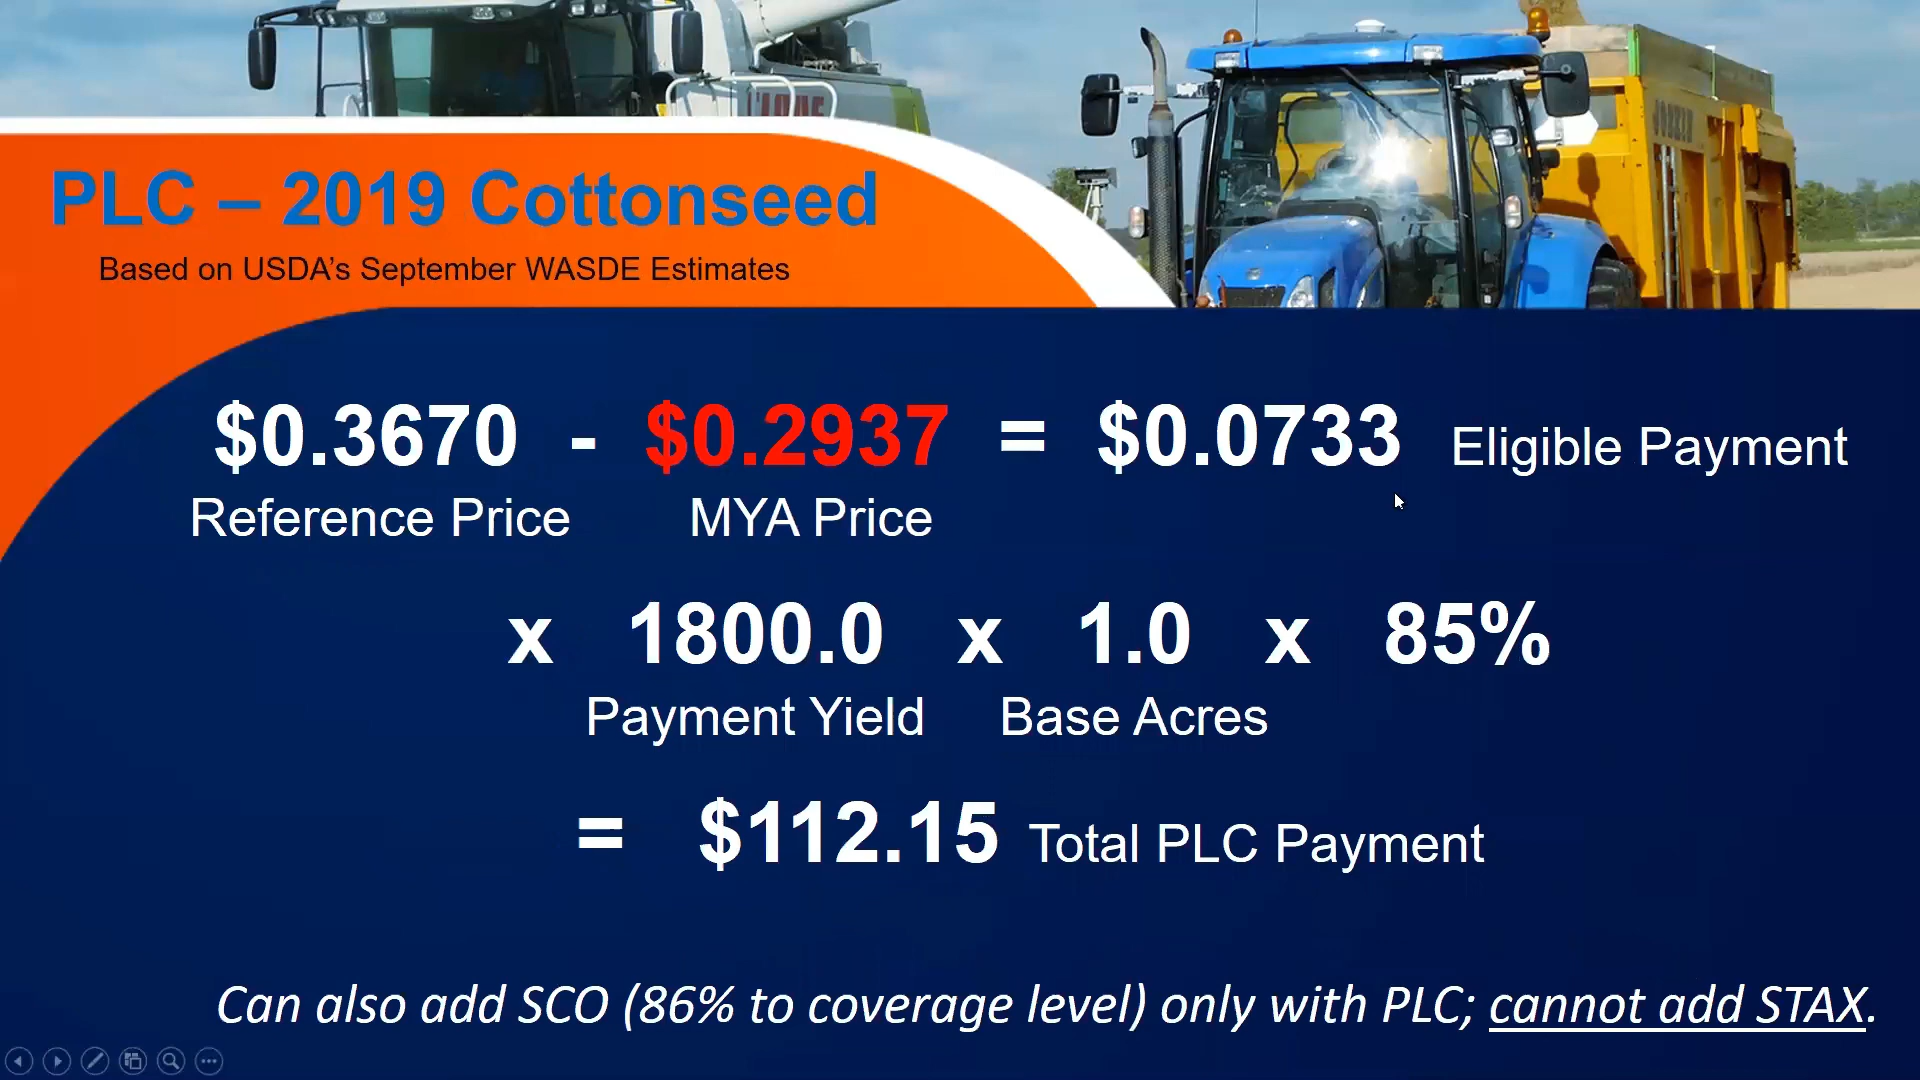 PLC – 2019 Cottonseed
Based on USDA’s September WASDE Estimates
$0.3670 - $0.2937 = $0.0733 Eligible Payment
Reference Price MYA Price
x 1800.0 x 1.0 x 85%
Payment Yield Base Acres
= $112.15 Total PLC Payment
Can also add SCO (86% to coverage level) only with PLC; cannot add STAX.